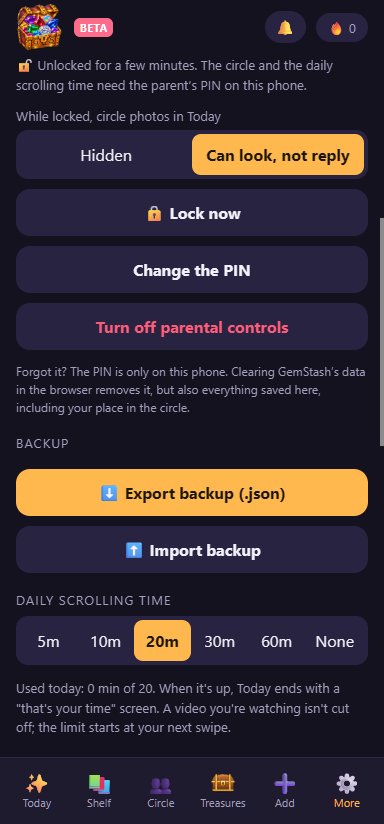 BETA
0
Unlocked for a few minutes. The circle and the daily
scrolling time need the parent's PIN on this phone.
While locked, circle photos in Today
Hidden
Can look, not reply
Lock now
Change the PIN
Turn off parental controls
Forgot it? The PIN is only on this phone. Clearing GemStash's data
in the browser removes it, but also everything saved here,
including your place in the circle.
BACKUP
Export backup (.json)
Import backup
DAILY SCROLLING TIME
5m 10m 20m 30m 60m None
Used today: 0 min of 20. When it's up, Today ends with a
"that's your time" screen. A video you're watching isn't cut
off; the limit starts at your next swipe.
Today Shelf Circle Treasures Add More